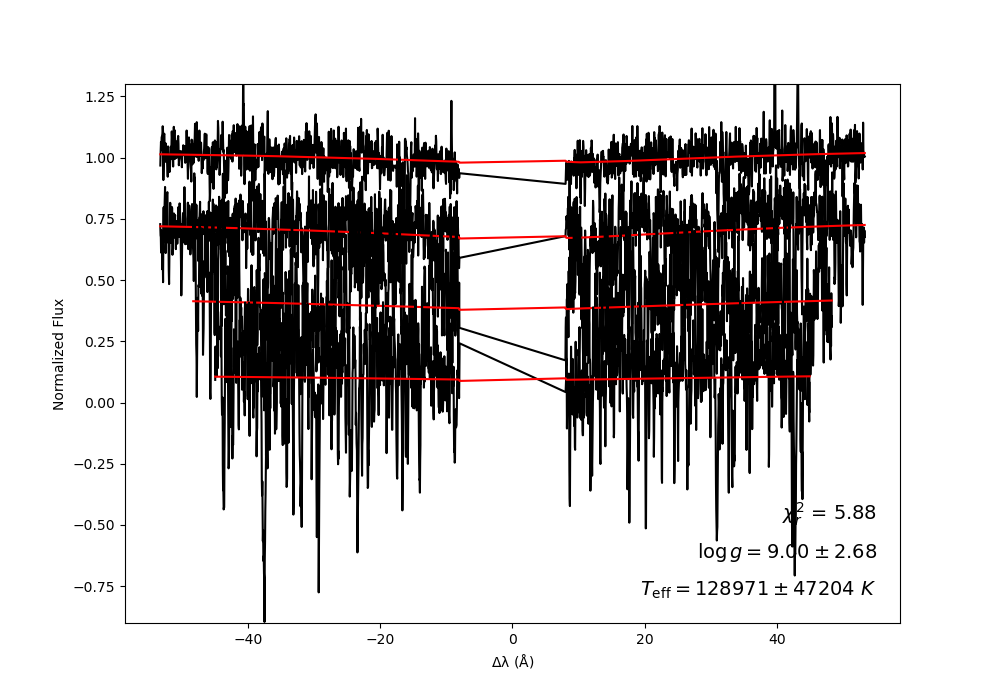 1.25
1.00
0.75
0.50
0.25
0.00
−0.25
−0.50
−0.75
Normalized Flux
χ²ᵣ = 5.88
log g = 9.00 ± 2.68
T_eff = 128971 ± 47204 K
−40 −20 0 20 40
Δλ (Å)